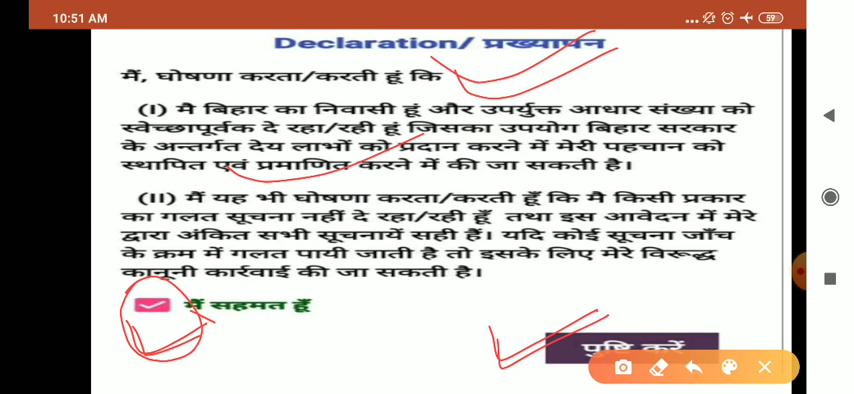 10:51 AM
59
Declaration/ प्रख्यापन
मैं, घोषणा करता/करती हूं कि
(I) मै बिहार का निवासी हूं और उपर्युक्त आधार संख्या को
स्वेच्छापूर्वक दे रहा/रही हूं जिसका उपयोग बिहार सरकार
के अन्तर्गत देय लाभों को प्रदान करने में मेरी पहचान को
स्थापित एवं प्रमाणित करने में की जा सकती है।
(II) मैं यह भी घोषणा करता/करती हूँ कि मै किसी प्रकार
का गलत सूचना नहीं दे रहा/रही हूँ तथा इस आवेदन में मेरे
द्वारा अंकित सभी सूचनायें सही हैं। यदि कोई सूचना जाँच
के क्रम में गलत पायी जाती है तो इसके लिए मेरे विरूद्ध
कानूनी कार्रवाई की जा सकती है।
मैं सहमत हूँ
पुष्टि करें